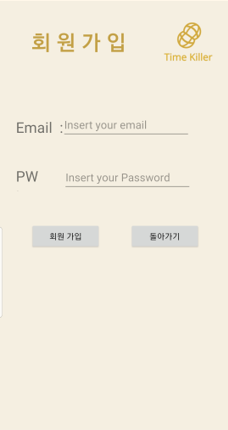 회 원 가 입
Time Killer
Email : Insert your email
PW Insert your Password
회원 가입 돌아가기